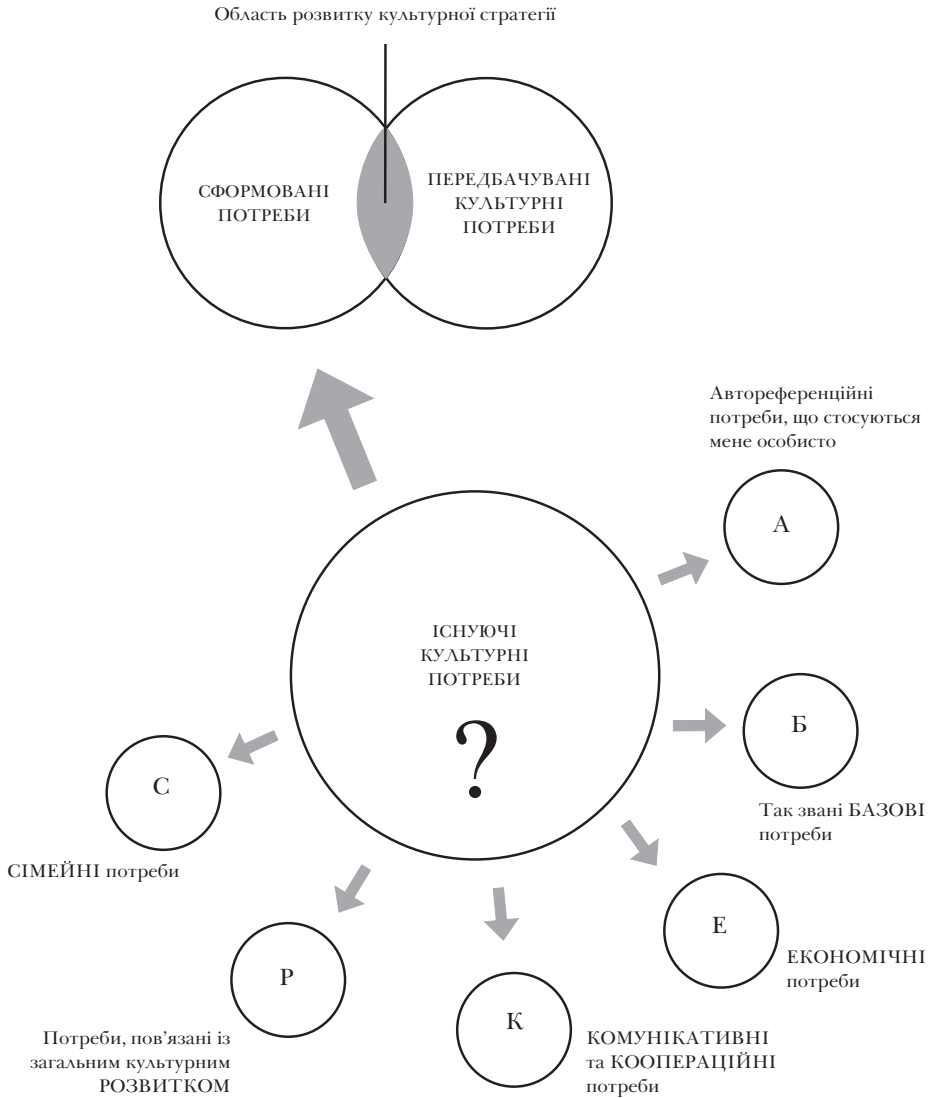 Область розвитку культурної стратегії
СФОРМОВАНІ
ПОТРЕБИ
ПЕРЕДБАЧУВАНІ
КУЛЬТУРНІ
ПОТРЕБИ
Автореференційні
потреби, що стосуються
мене особисто
А
ІСНУЮЧІ
КУЛЬТУРНІ
ПОТРЕБИ
?
Б
Так звані БАЗОВІ
потреби
С
СІМЕЙНІ потреби
Е
ЕКОНОМІЧНІ
потреби
Р
Потреби, пов’язані із
загальним культурним
РОЗВИТКОМ
К
КОМУНІКАТИВНІ
та КООПЕРАЦІЙНІ
потреби